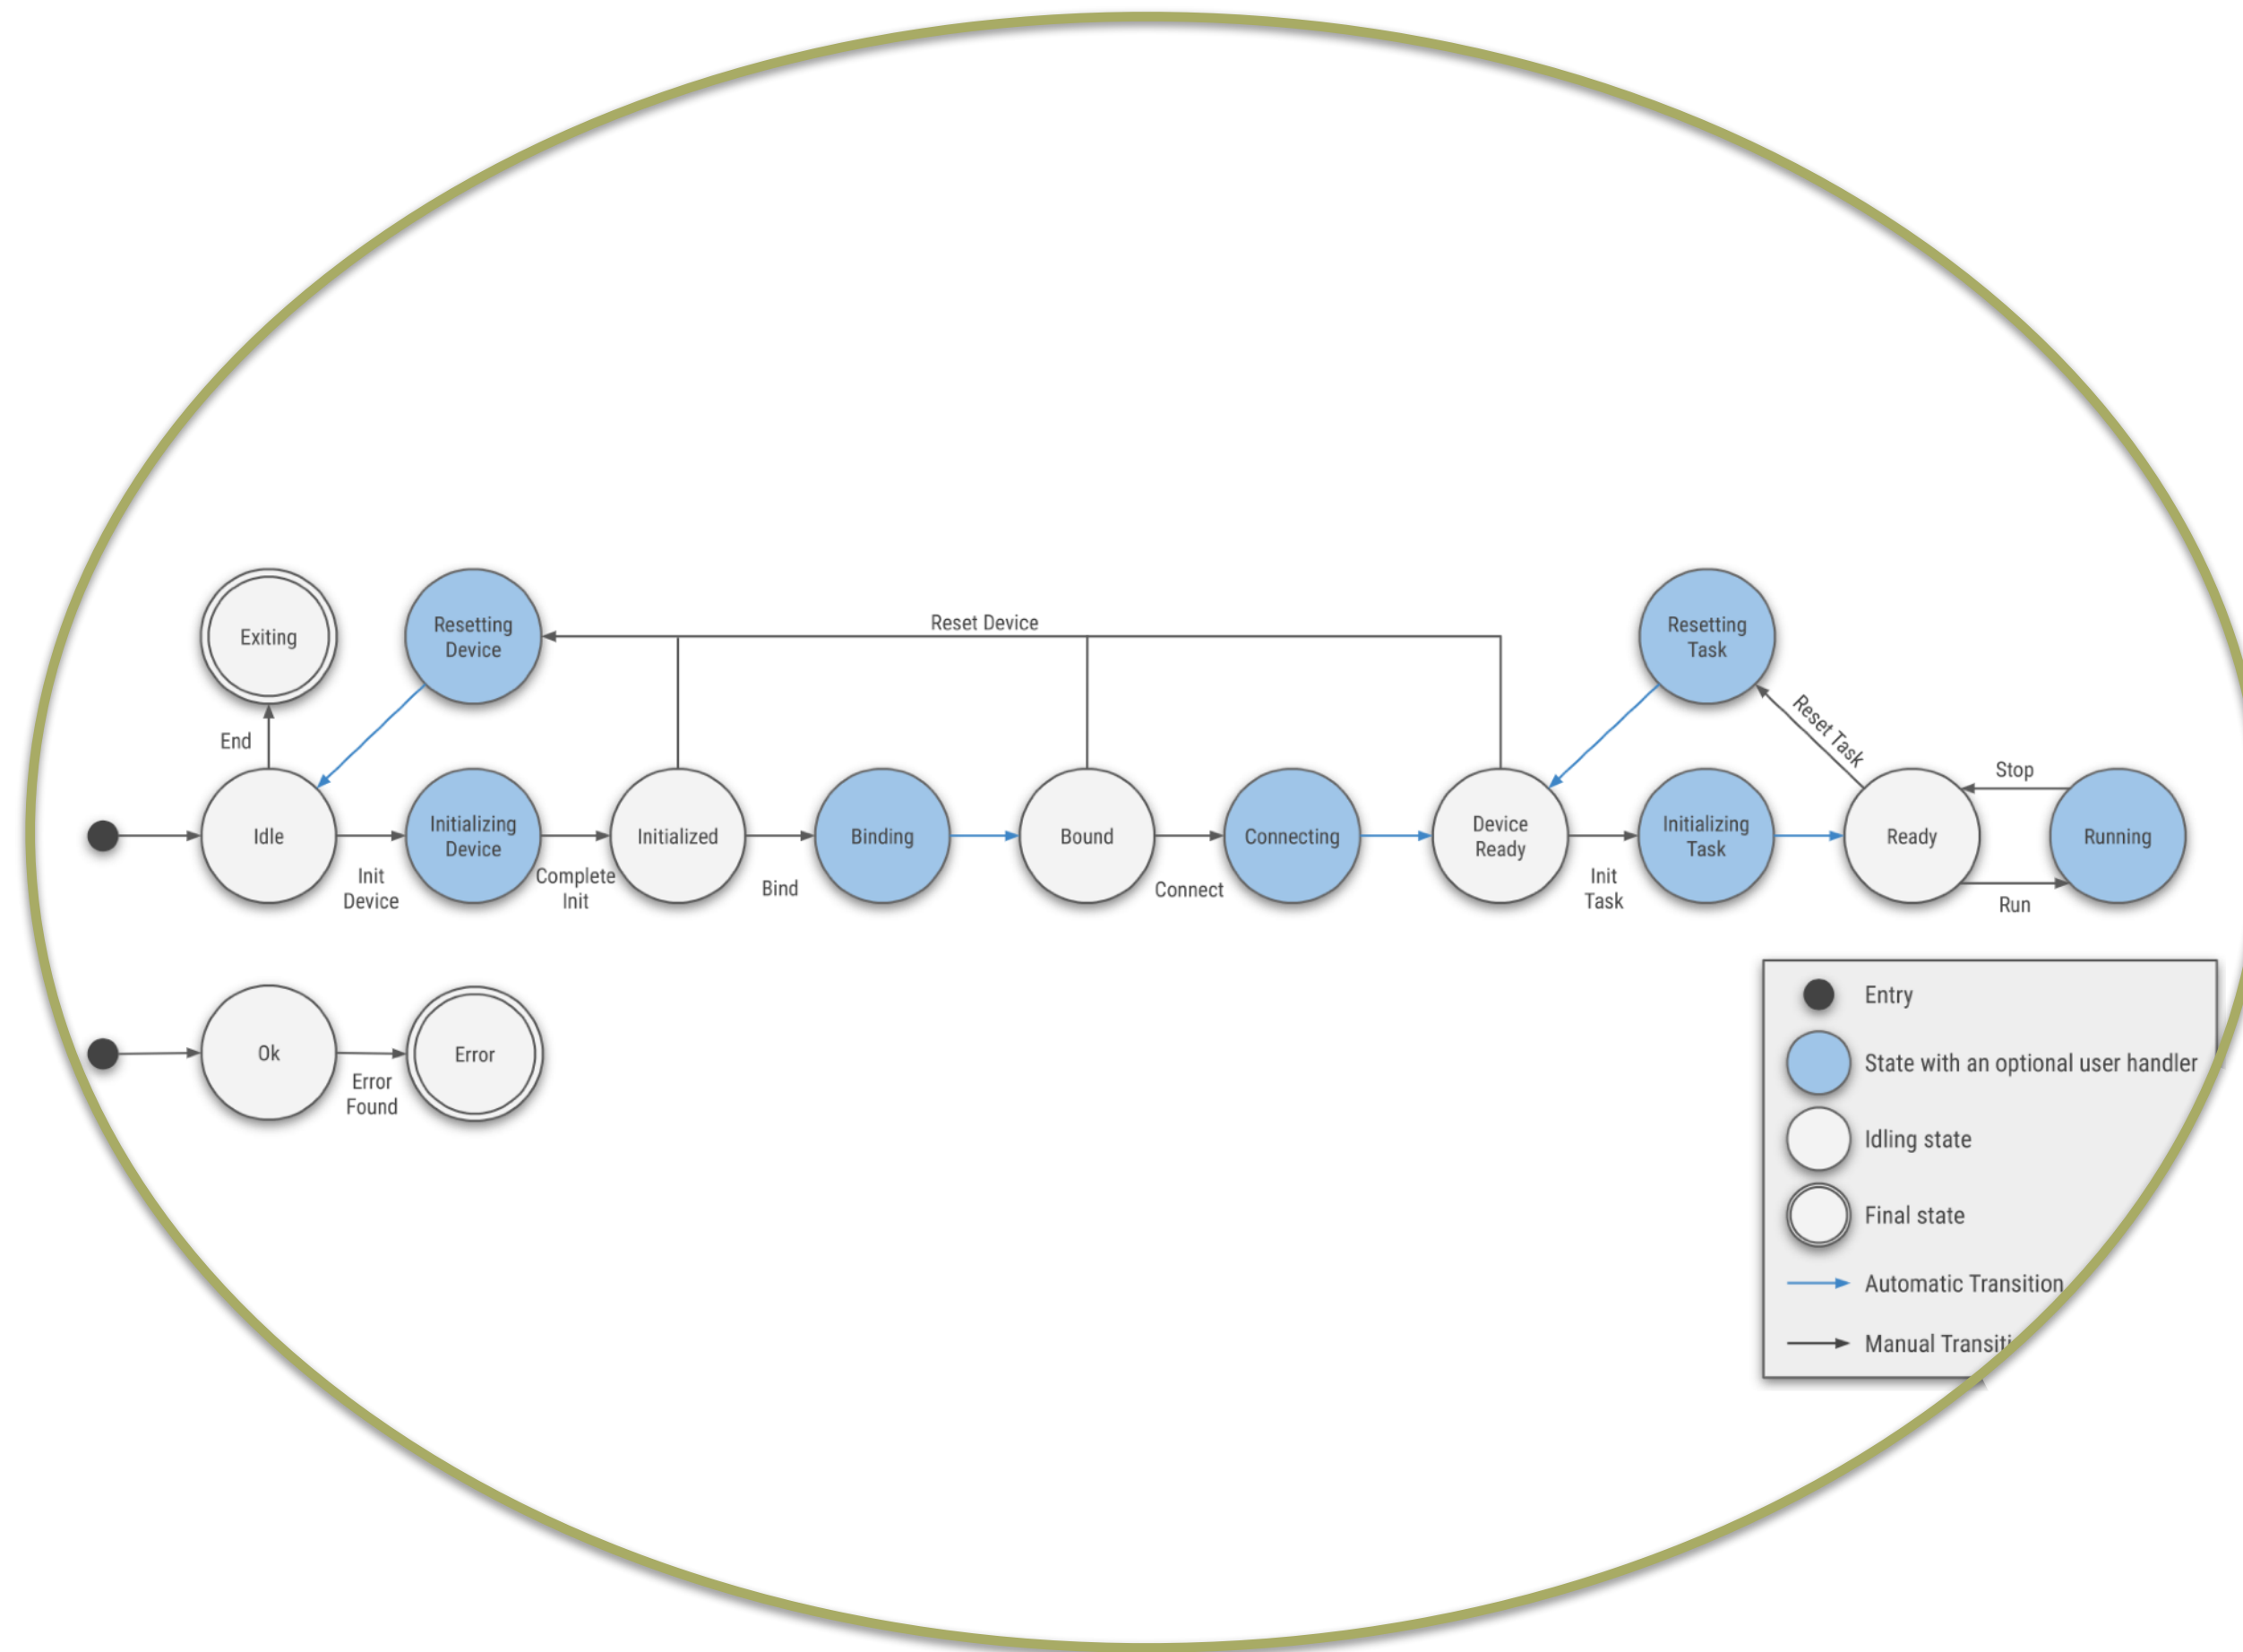 Exiting
Resetting
Device
Reset Device
Resetting
Task
End
Reset Task
Stop
Idle
Initializing
Device
Initialized
Binding
Bound
Connecting
Device
Ready
Initializing
Task
Ready
Running
Init
Device
Complete
Init
Bind
Connect
Init
Task
Run
Ok
Error
Error
Found
Entry
State with an optional user handler
Idling state
Final state
Automatic Transition
Manual